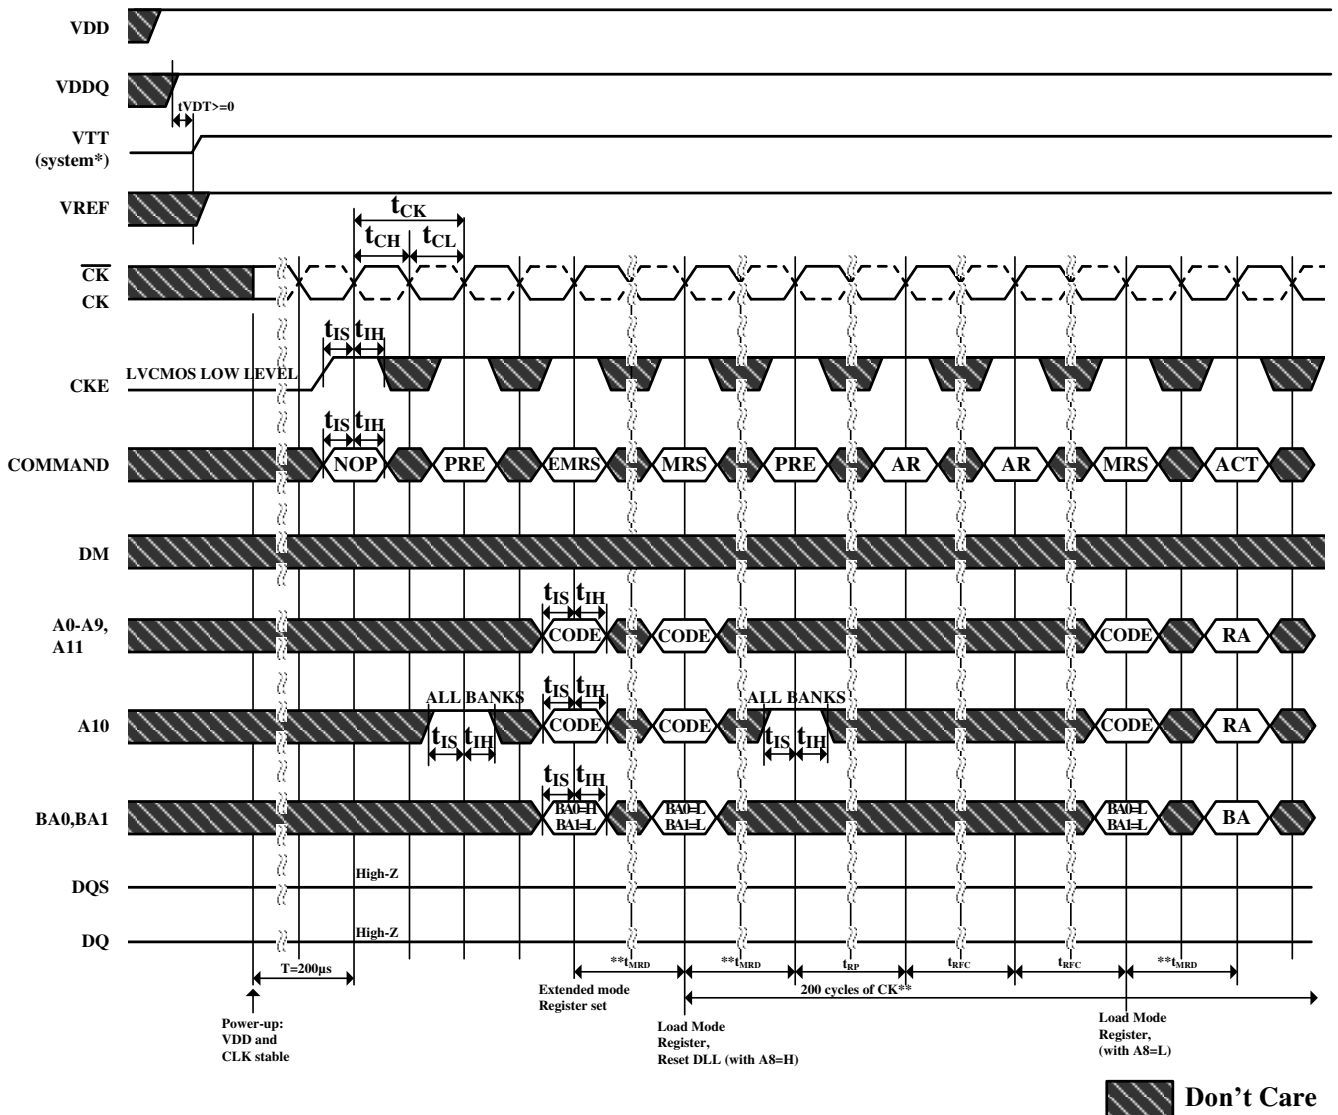 VDD
VDDQ
tVDT>=0
VTT
(system*)
VREF
tCK
tCH tCL
CK
CK
tIS tIH
LVCMOS LOW LEVEL
CKE
tIS tIH
COMMAND NOP PRE EMRS MRS PRE AR AR MRS ACT
DM
tIS tIH
A0-A9,
A11
CODE CODE CODE RA
ALL BANKS tIS tIH ALL BANKS
A10 CODE CODE CODE RA
tIS tIH tIS tIH
tIS tIH
BA0,BA1
BA0=H BA0=L BA0=L
BA1=L BA1=L BA1=L
BA
High-Z
DQS
High-Z
DQ
T=200µs **tMRD **tMRD tRP tRFC tRFC **tMRD
Extended mode
Register set
200 cycles of CK**
Power-up:
VDD and
CLK stable
Load Mode
Register,
Reset DLL (with A8=H)
Load Mode
Register,
(with A8=L)
Don't Care